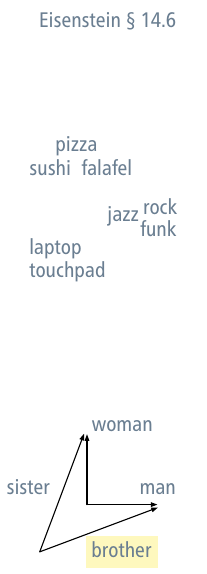 Eisenstein § 14.6
pizza
sushi falafel
jazz rock
funk
laptop
touchpad
woman
sister man
brother